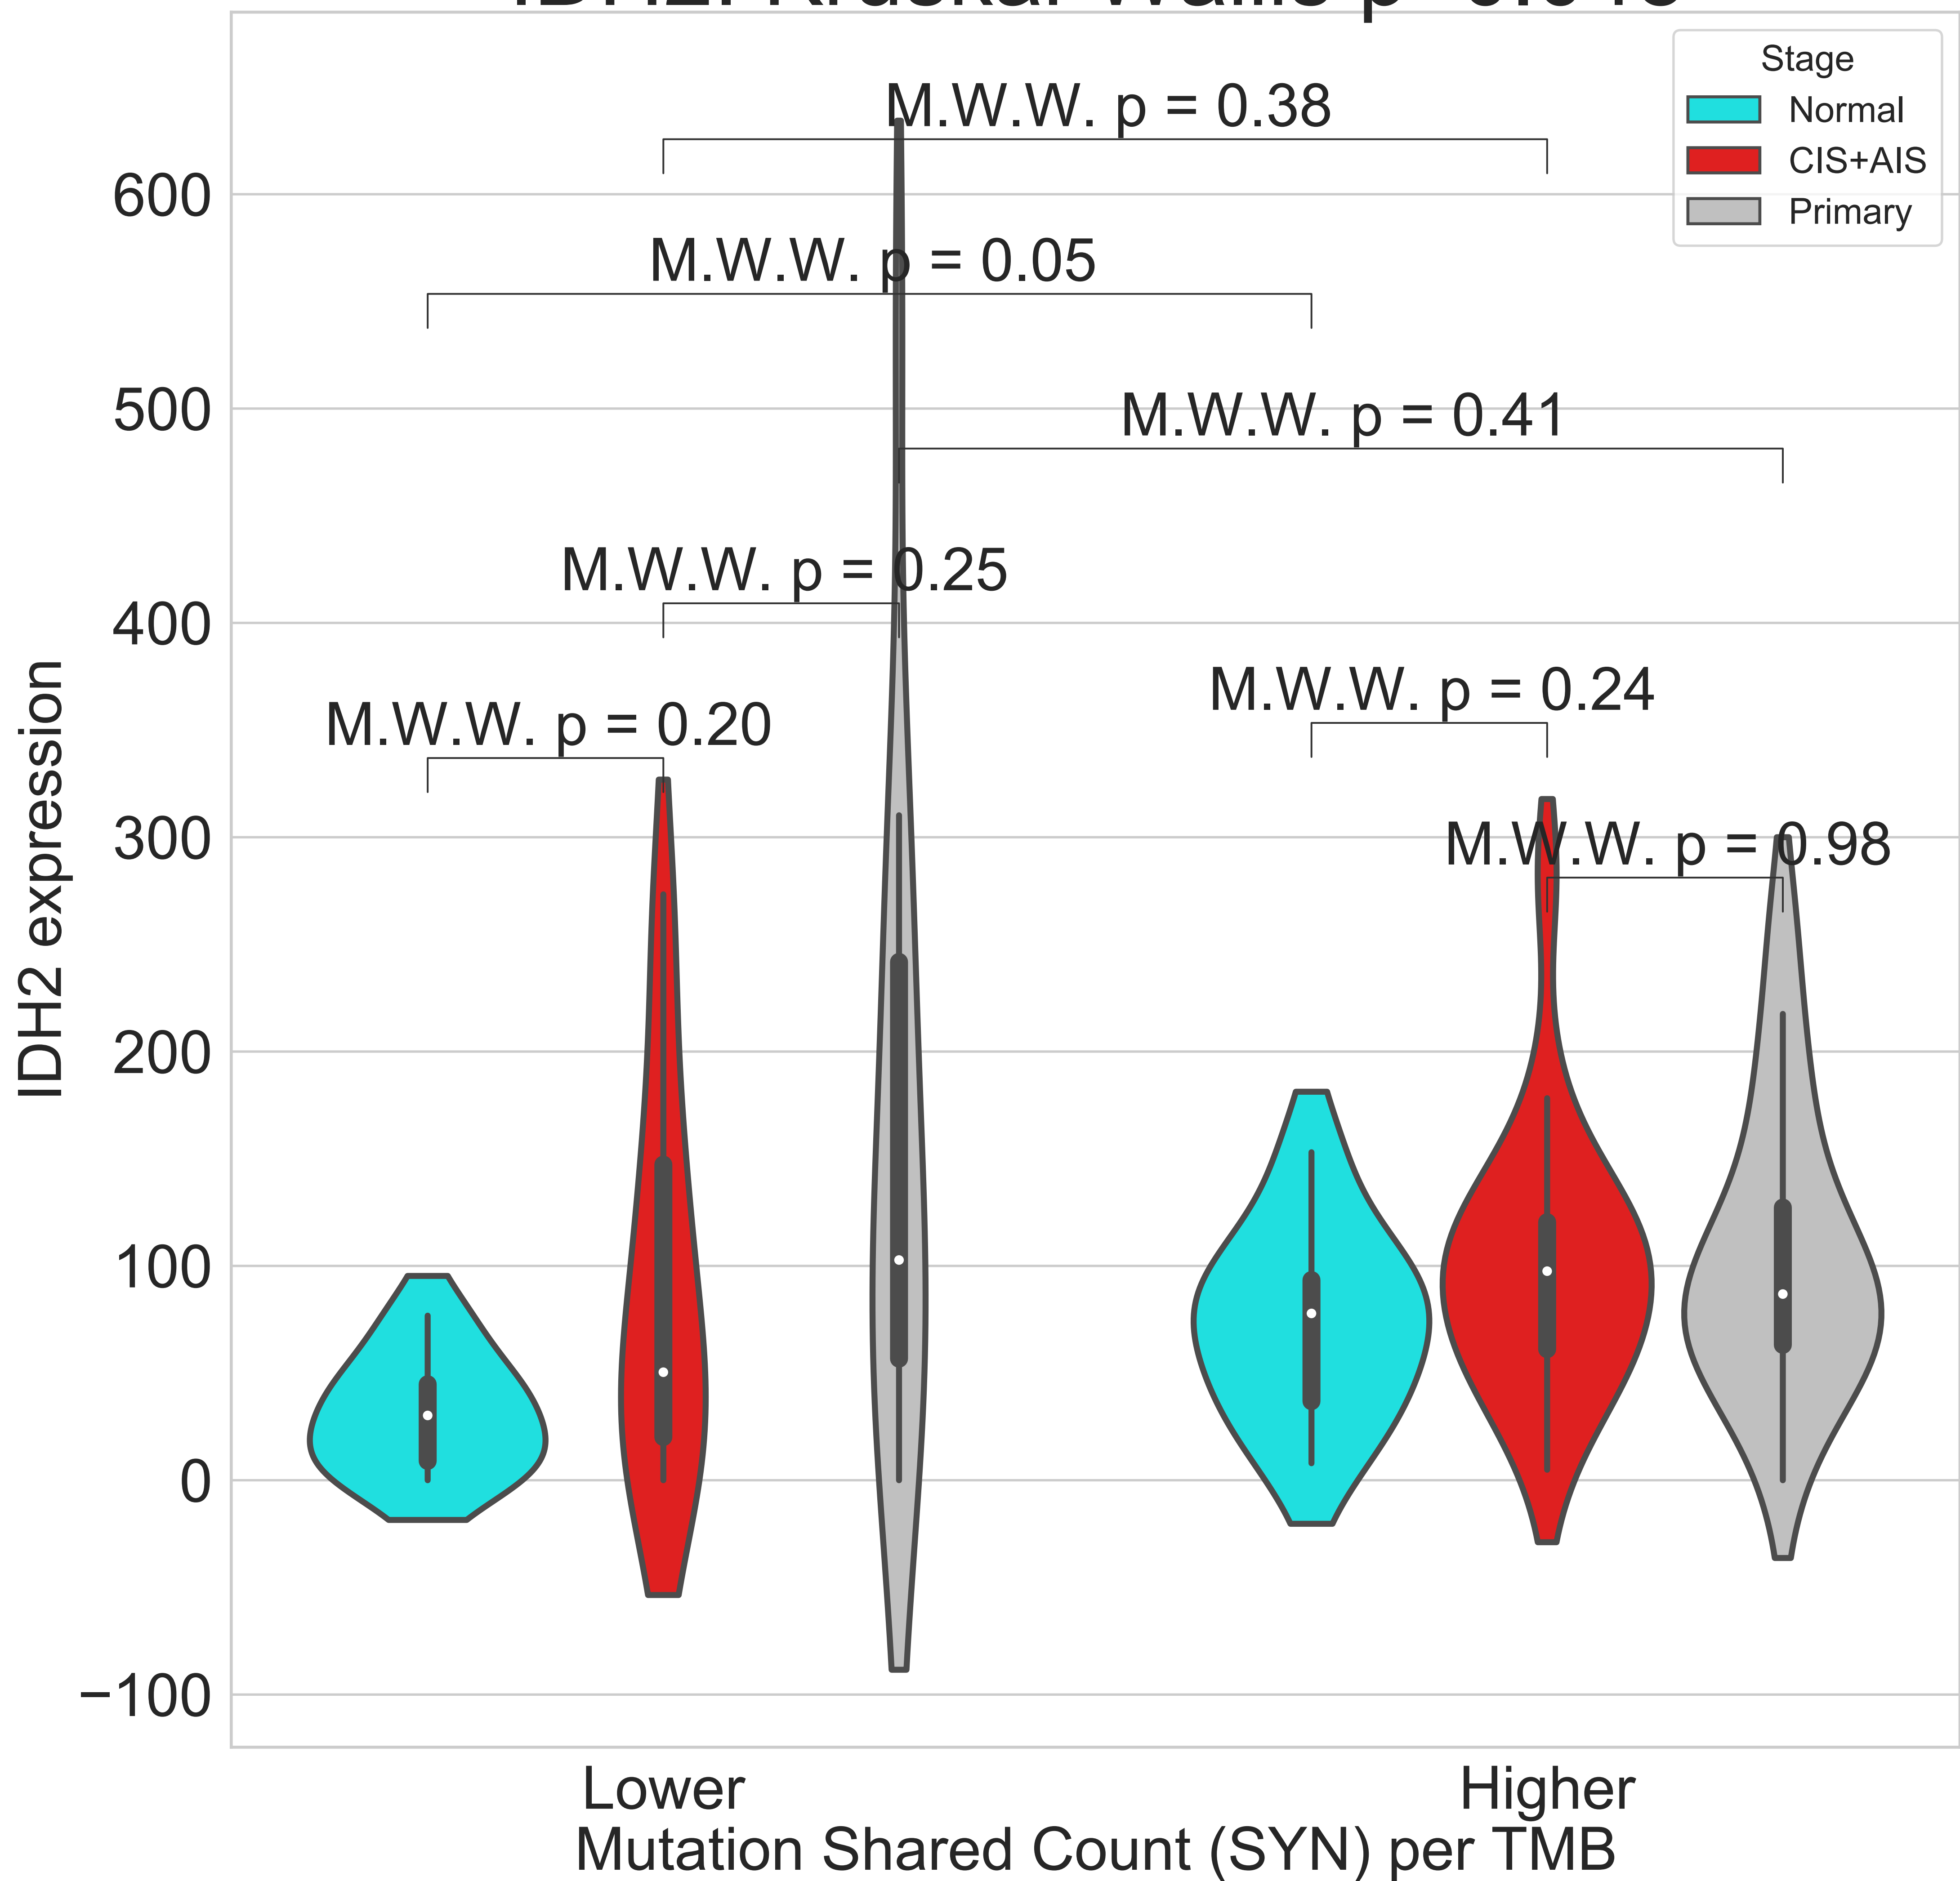 Stage
Normal
CIS+AIS
Primary
M.W.W. p = 0.38
M.W.W. p = 0.05
M.W.W. p = 0.41
M.W.W. p = 0.25
M.W.W. p = 0.24
M.W.W. p = 0.20
M.W.W. p = 0.98
IDH2 expression
600
500
400
300
200
100
0
−100
Lower
Higher
Mutation Shared Count (SYN) per TMB